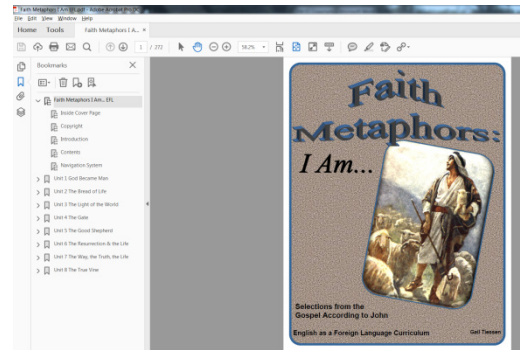 Faith Metaphors I Am EFL.pdf - Adobe Acrobat Pro DC
File Edit View Window Help
Home Tools Faith Metaphors I A... ×
1 / 272 58.2%
Bookmarks ×
Faith Metaphors I Am... EFL
Inside Cover Page
Copyright
Introduction
Contents
Navigation System
Unit 1 God Became Man
Unit 2 The Bread of Life
Unit 3 The Light of the World
Unit 4 The Gate
Unit 5 The Good Shepherd
Unit 6 The Resurrection & the Life
Unit 7 The Way, the Truth, the Life
Unit 8 The True Vine
Faith
Metaphors:
I Am...
Selections from the
Gospel According to John
English as a Foreign Language Curriculum Gail Tiessen